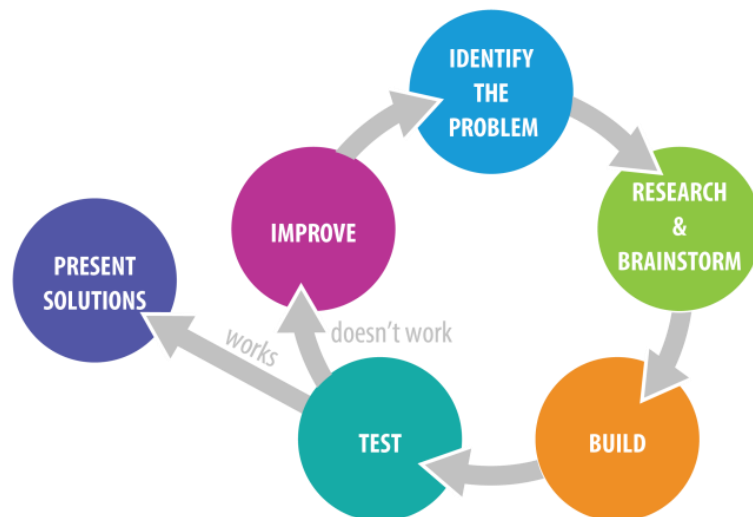 IDENTIFY
THE
PROBLEM
RESEARCH
&
BRAINSTORM
BUILD
TEST
doesn't work
IMPROVE
works
PRESENT
SOLUTIONS